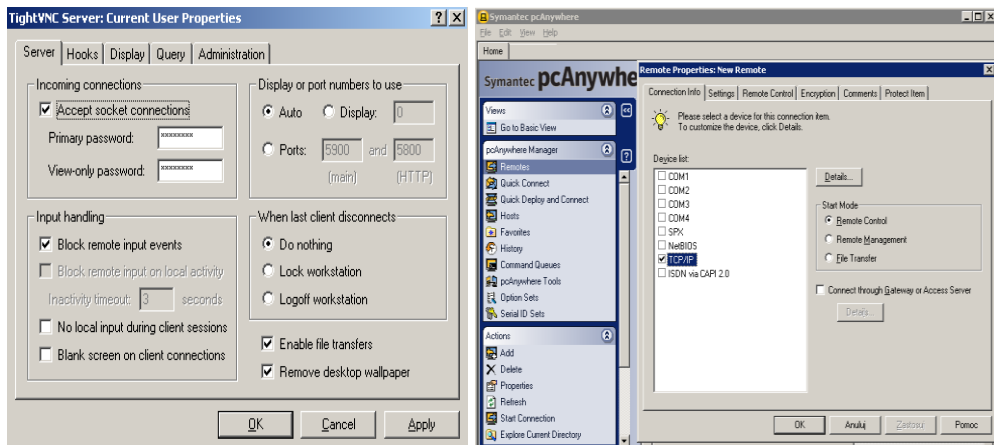 TightVNC Server: Current User Properties
Server Hooks Display Query Administration
Incoming connections
Accept socket connections
Primary password: xxxxxxxx
View-only password: xxxxxxxx
Display or port numbers to use
Auto Display: 0
Ports: 5900 and 5800
(main) (HTTP)
Input handling
Block remote input events
Block remote input on local activity
Inactivity timeout: 3 seconds
No local input during client sessions
Blank screen on client connections
When last client disconnects
Do nothing
Lock workstation
Logoff workstation
Enable file transfers
Remove desktop wallpaper
OK Cancel Apply
Symantec pcAnywhere
File Edit View Help
Home
Symantec pcAnywhe
Views
Go to Basic View
pcAnywhere Manager
Remotes
Quick Connect
Quick Deploy and Connect
Hosts
Favorites
History
Command Queues
pcAnywhere Tools
Option Sets
Serial ID Sets
Actions
Add
Delete
Properties
Refresh
Start Connection
Explore Current Directory
Remote Properties: New Remote
Connection Info Settings Remote Control Encryption Comments Protect Item
Please select a device for this connection item.
To customize the device, click Details.
Device list:
COM1
COM2
COM3
COM4
SPX
NetBIOS
TCP/IP
ISDN via CAPI 2.0
Details...
Start Mode
Remote Control
Remote Management
File Transfer
Connect through Gateway or Access Server
Details...
OK Anuluj Zastosuj Pomoc